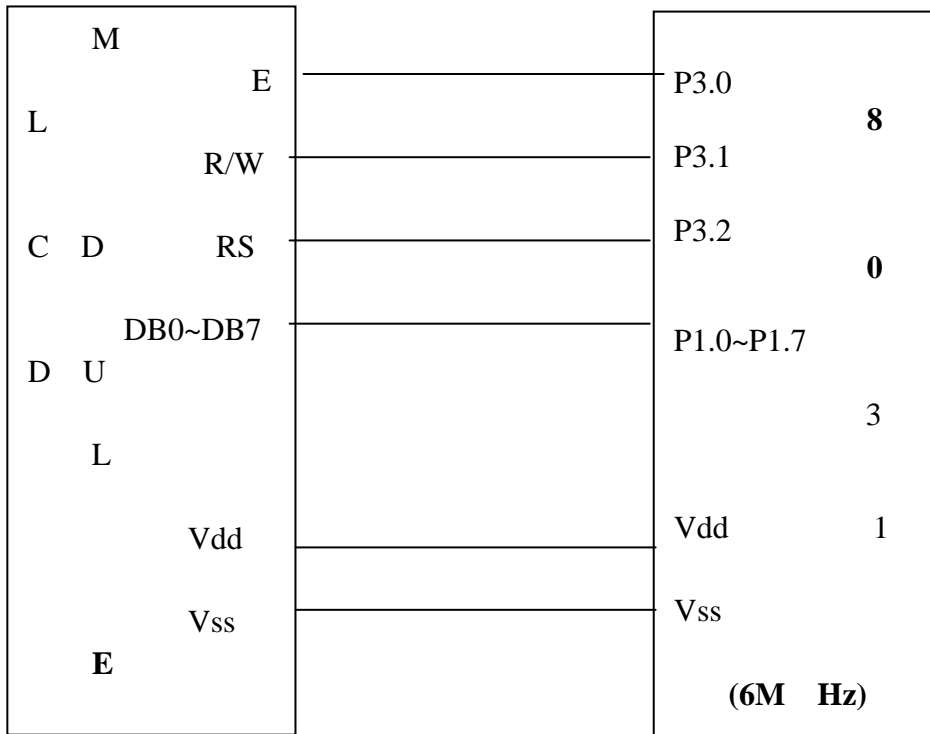 M
E P3.0
L 8
R/W P3.1
C D RS P3.2
0
DB0~DB7 P1.0~P1.7
D U
3
L
Vdd Vdd 1
Vss Vss
E
(6M Hz)